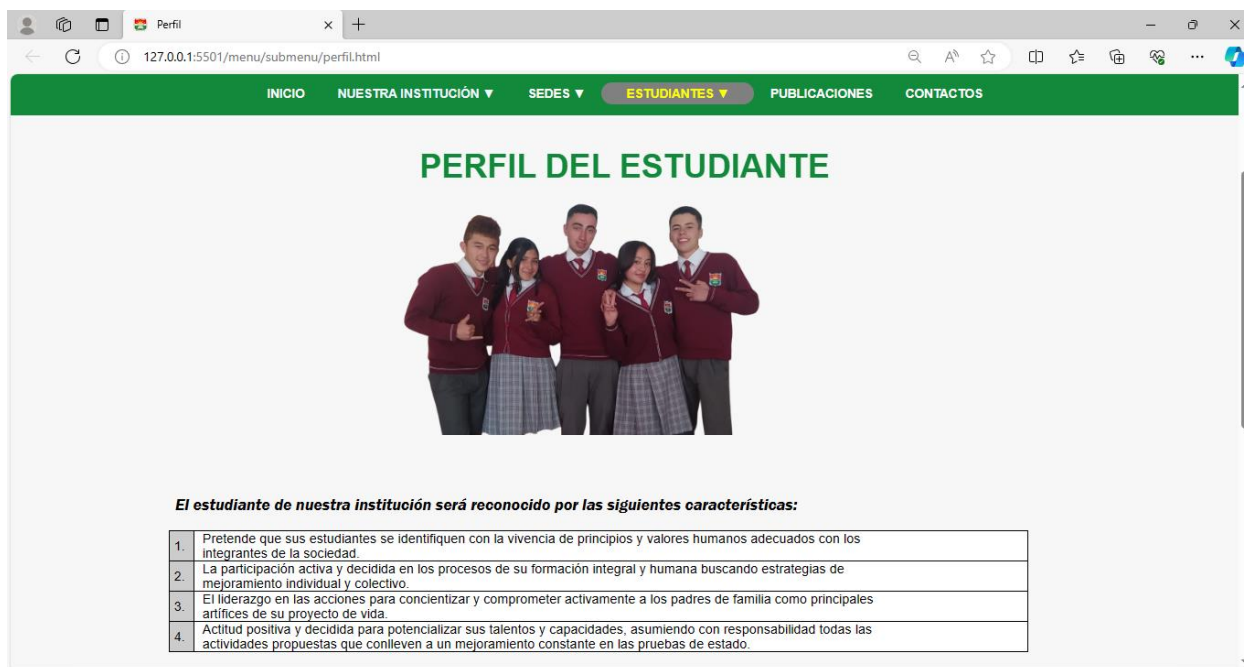 Perfil
127.0.0.1:5501/menu/submenu/perfil.html
INICIO NUESTRA INSTITUCIÓN ▼ SEDES ▼ ESTUDIANTES ▼ PUBLICACIONES CONTACTOS
PERFIL DEL ESTUDIANTE
El estudiante de nuestra institución será reconocido por las siguientes características:
1. Pretende que sus estudiantes se identifiquen con la vivencia de principios y valores humanos adecuados con los
integrantes de la sociedad.
2. La participación activa y decidida en los procesos de su formación integral y humana buscando estrategias de
mejoramiento individual y colectivo.
3. El liderazgo en las acciones para concientizar y comprometer activamente a los padres de familia como principales
artífices de su proyecto de vida.
4. Actitud positiva y decidida para potencializar sus talentos y capacidades, asumiendo con responsabilidad todas las
actividades propuestas que conlleven a un mejoramiento constante en las pruebas de estado.